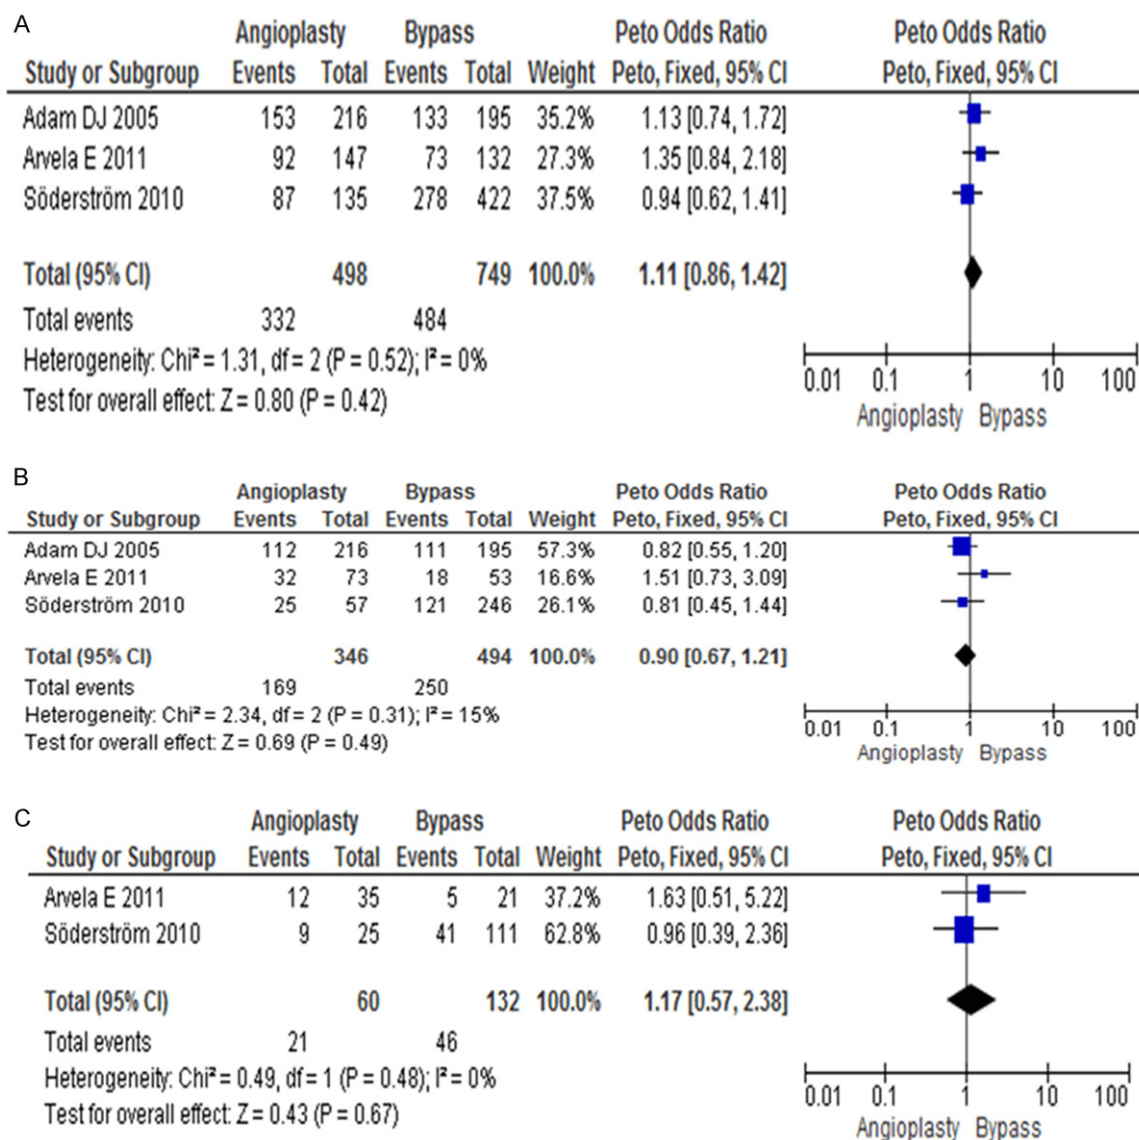 A
Angioplasty Bypass Peto Odds Ratio Peto Odds Ratio
Study or Subgroup Events Total Events Total Weight Peto, Fixed, 95% CI Peto, Fixed, 95% CI
Adam DJ 2005 153 216 133 195 35.2% 1.13 [0.74, 1.72]
Arvela E 2011 92 147 73 132 27.3% 1.35 [0.84, 2.18]
Söderström 2010 87 135 278 422 37.5% 0.94 [0.62, 1.41]
Total (95% CI) 498 749 100.0% 1.11 [0.86, 1.42]
Total events 332 484
Heterogeneity: Chi² = 1.31, df = 2 (P = 0.52); I² = 0%
Test for overall effect: Z = 0.80 (P = 0.42)
0.01 0.1 1 10 100
Angioplasty Bypass
B
Angioplasty Bypass Peto Odds Ratio Peto Odds Ratio
Study or Subgroup Events Total Events Total Weight Peto, Fixed, 95% CI Peto, Fixed, 95% CI
Adam DJ 2005 112 216 111 195 57.3% 0.82 [0.55, 1.20]
Arvela E 2011 32 73 18 53 16.6% 1.51 [0.73, 3.09]
Söderström 2010 25 57 121 246 26.1% 0.81 [0.45, 1.44]
Total (95% CI) 346 494 100.0% 0.90 [0.67, 1.21]
Total events 169 250
Heterogeneity: Chi² = 2.34, df = 2 (P = 0.31); I² = 15%
Test for overall effect: Z = 0.69 (P = 0.49)
0.01 0.1 1 10 100
Angioplasty Bypass
C
Angioplasty Bypass Peto Odds Ratio Peto Odds Ratio
Study or Subgroup Events Total Events Total Weight Peto, Fixed, 95% CI Peto, Fixed, 95% CI
Arvela E 2011 12 35 5 21 37.2% 1.63 [0.51, 5.22]
Söderström 2010 9 25 41 111 62.8% 0.96 [0.39, 2.36]
Total (95% CI) 60 132 100.0% 1.17 [0.57, 2.38]
Total events 21 46
Heterogeneity: Chi² = 0.49, df = 1 (P = 0.48); I² = 0%
Test for overall effect: Z = 0.43 (P = 0.67)
0.01 0.1 1 10 100
Angioplasty Bypass